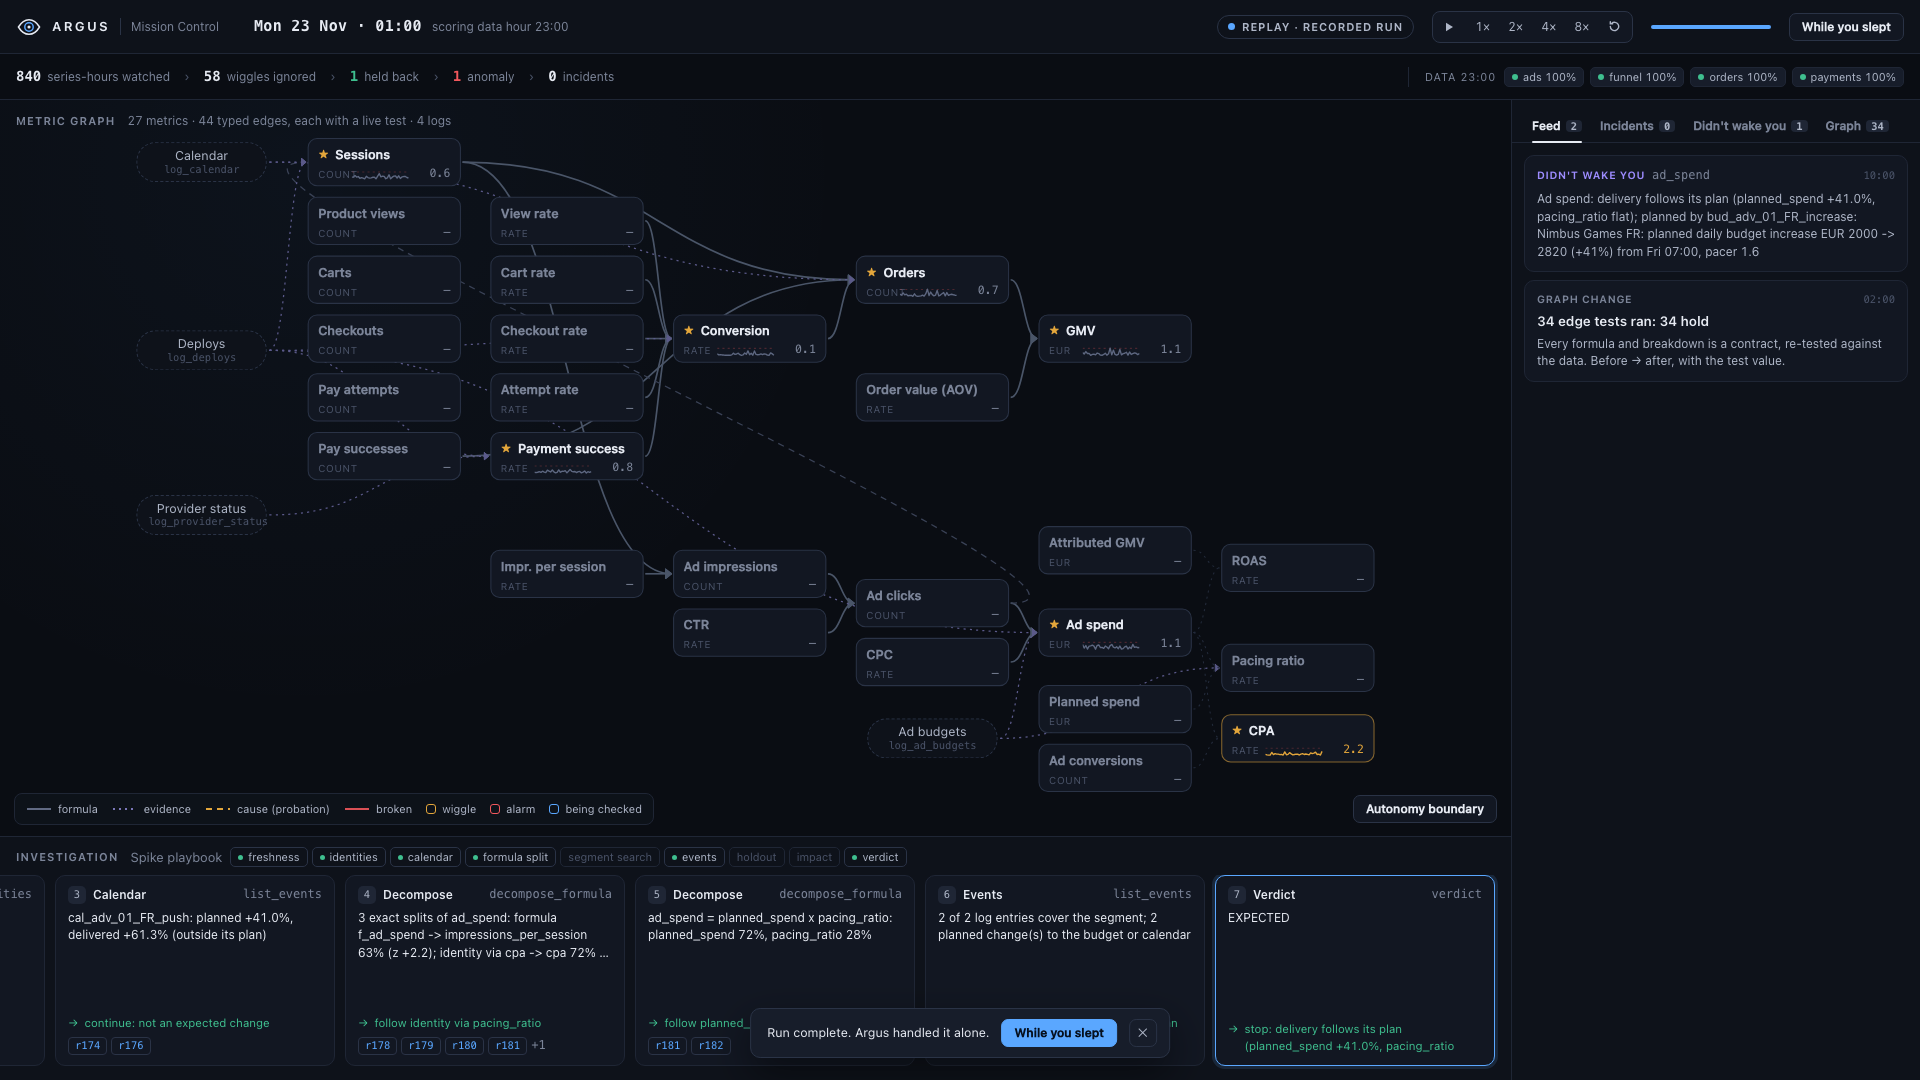 ARGUS
Mission Control
Mon 23 Nov · 01:00
scoring data hour 23:00
REPLAY · RECORDED RUN
1×
2×
4×
8×
While you slept
840 series-hours watched › 58 wiggles ignored › 1 held back › 1 anomaly › 0 incidents
DATA 23:00
ads 100%
funnel 100%
orders 100%
payments 100%
METRIC GRAPH
27 metrics · 44 typed edges, each with a live test · 4 logs
Calendar
log_calendar
Deploys
log_deploys
Provider status
log_provider_status
★ Sessions
COUNT
0.6
Product views
COUNT
–
Carts
COUNT
–
Checkouts
COUNT
–
Pay attempts
COUNT
–
Pay successes
COUNT
–
View rate
RATE
–
Cart rate
RATE
–
Checkout rate
RATE
–
Attempt rate
RATE
–
★ Payment success
RATE
0.8
Impr. per session
RATE
–
★ Conversion
RATE
0.1
Ad impressions
COUNT
–
CTR
RATE
–
★ Orders
COUNT
0.7
Order value (AOV)
RATE
–
Ad clicks
COUNT
–
CPC
RATE
–
Ad budgets
log_ad_budgets
★ GMV
EUR
1.1
Attributed GMV
EUR
–
★ Ad spend
EUR
1.1
Planned spend
EUR
–
Ad conversions
COUNT
–
ROAS
RATE
–
Pacing ratio
RATE
–
★ CPA
RATE
2.2
formula
evidence
cause (probation)
broken
wiggle
alarm
being checked
Autonomy boundary
Feed 2
Incidents 0
Didn't wake you 1
Graph 34
DIDN'T WAKE YOU ad_spend 10:00
Ad spend: delivery follows its plan (planned_spend +41.0%,
pacing_ratio flat); planned by bud_adv_01_FR_increase:
Nimbus Games FR: planned daily budget increase EUR 2000 ->
2820 (+41%) from Fri 07:00, pacer 1.6
GRAPH CHANGE 02:00
34 edge tests ran: 34 hold
Every formula and breakdown is a contract, re-tested against
the data. Before → after, with the test value.
INVESTIGATION
Spike playbook
freshness
identities
calendar
formula split
segment search
events
holdout
impact
verdict
ities
3 Calendar list_events
cal_adv_01_FR_push: planned +41.0%,
delivered +61.3% (outside its plan)
→ continue: not an expected change
r174 r176
4 Decompose decompose_formula
3 exact splits of ad_spend: formula
f_ad_spend -> impressions_per_session
63% (z +2.2); identity via cpa -> cpa 72% ...
→ follow identity via pacing_ratio
r178 r179 r180 r181 +1
5 Decompose decompose_formula
ad_spend = planned_spend x pacing_ratio:
planned_spend 72%, pacing_ratio 28%
→ follow planned_
r181 r182
6 Events list_events
2 of 2 log entries cover the segment; 2
planned change(s) to the budget or calendar
n
7 Verdict verdict
EXPECTED
→ stop: delivery follows its plan
(planned_spend +41.0%, pacing_ratio
Run complete. Argus handled it alone.
While you slept